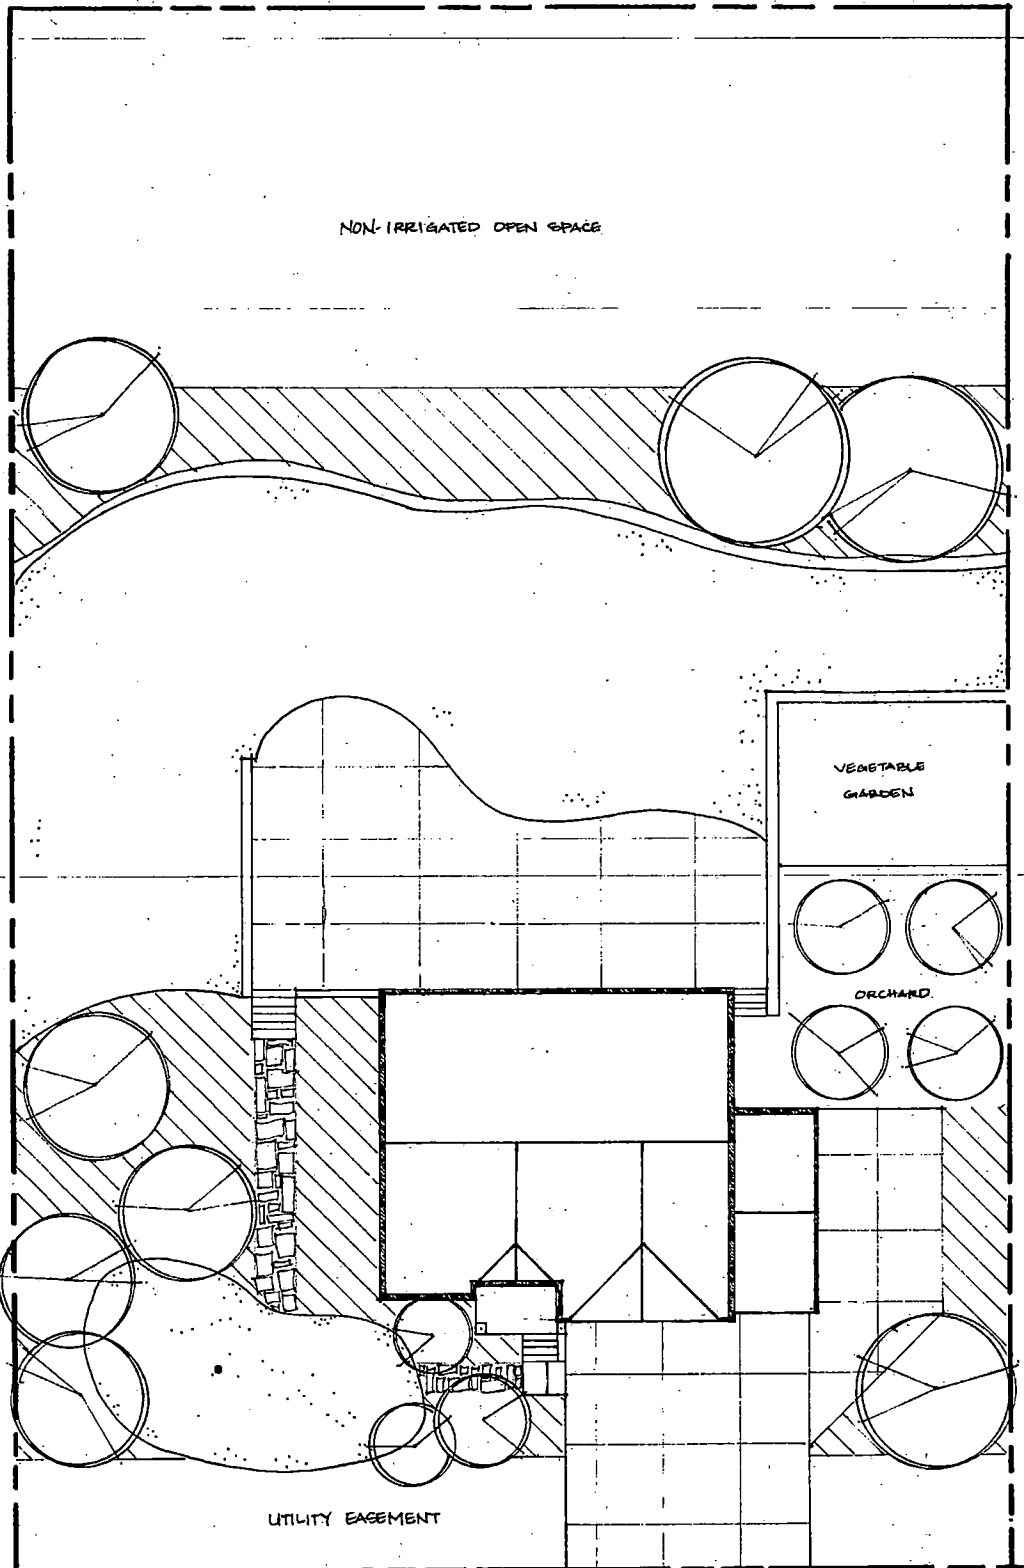 NON-IRRIGATED OPEN SPACE
VEGETABLE
GARDEN
ORCHARD
UTILITY EASEMENT